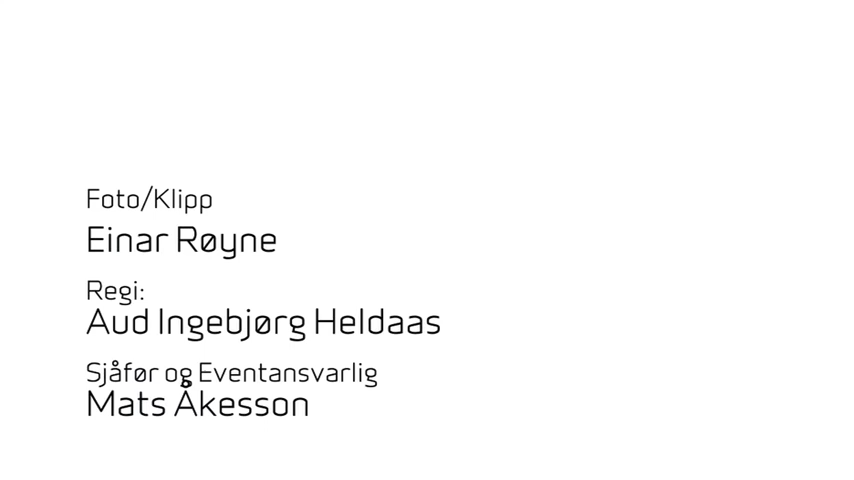 Foto/Klipp
Einar Røyne
Regi:
Aud Ingebjørg Heldaas
Sjåfør og Eventansvarlig
Mats Åkesson